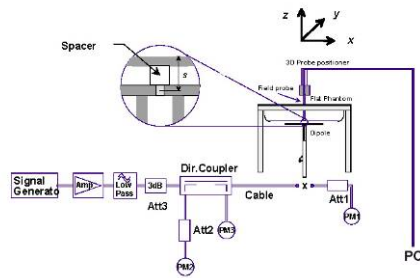 z
y
x
Spacer
s
3D Probe positioner
Field probe
Flat Phantom
Dipole
Signal
Generato
Amp
Low
Pass
3dB
Att3
Dir.Coupler
Cable
x
Att1
PM1
Att2
PM3
PM2
PC